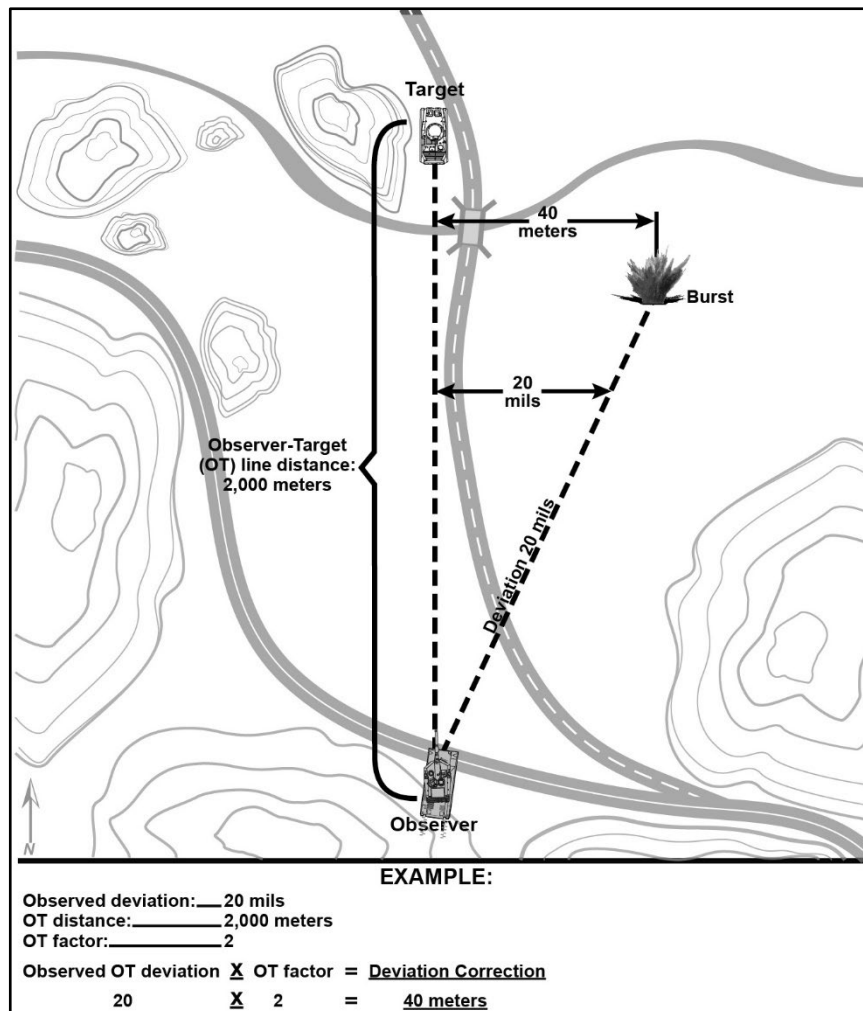 Target
40
meters
Burst
20
mils
Observer-Target
(OT) line distance:
2,000 meters
Deviation 20 mils
Observer
N
EXAMPLE:
Observed deviation: 20 mils
OT distance: 2,000 meters
OT factor: 2
Observed OT deviation X OT factor = Deviation Correction
20 X 2 = 40 meters